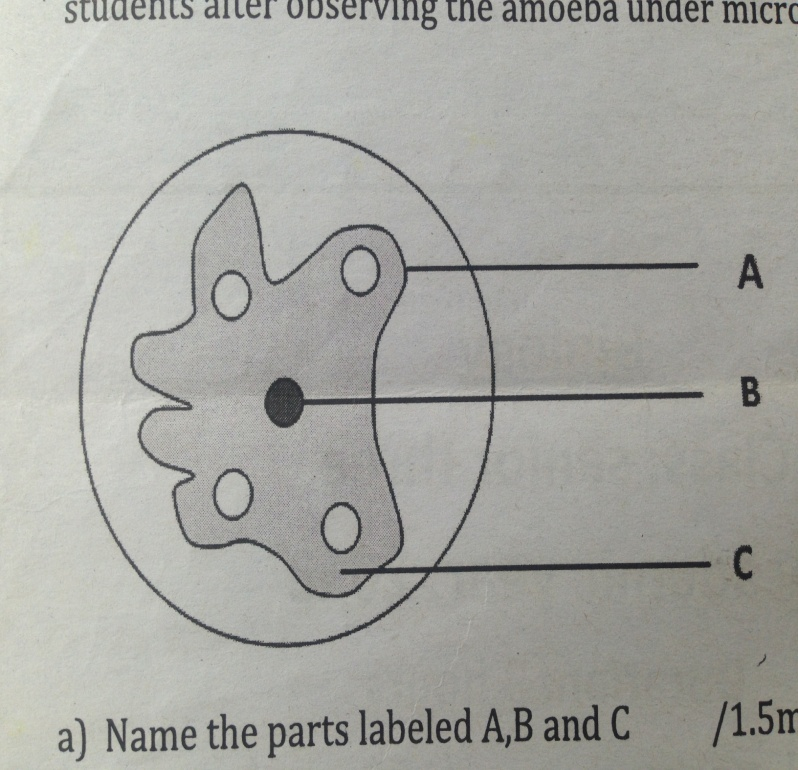 students after observing the amoeba under micro
A
B
C
a) Name the parts labeled A,B and C /1.5m